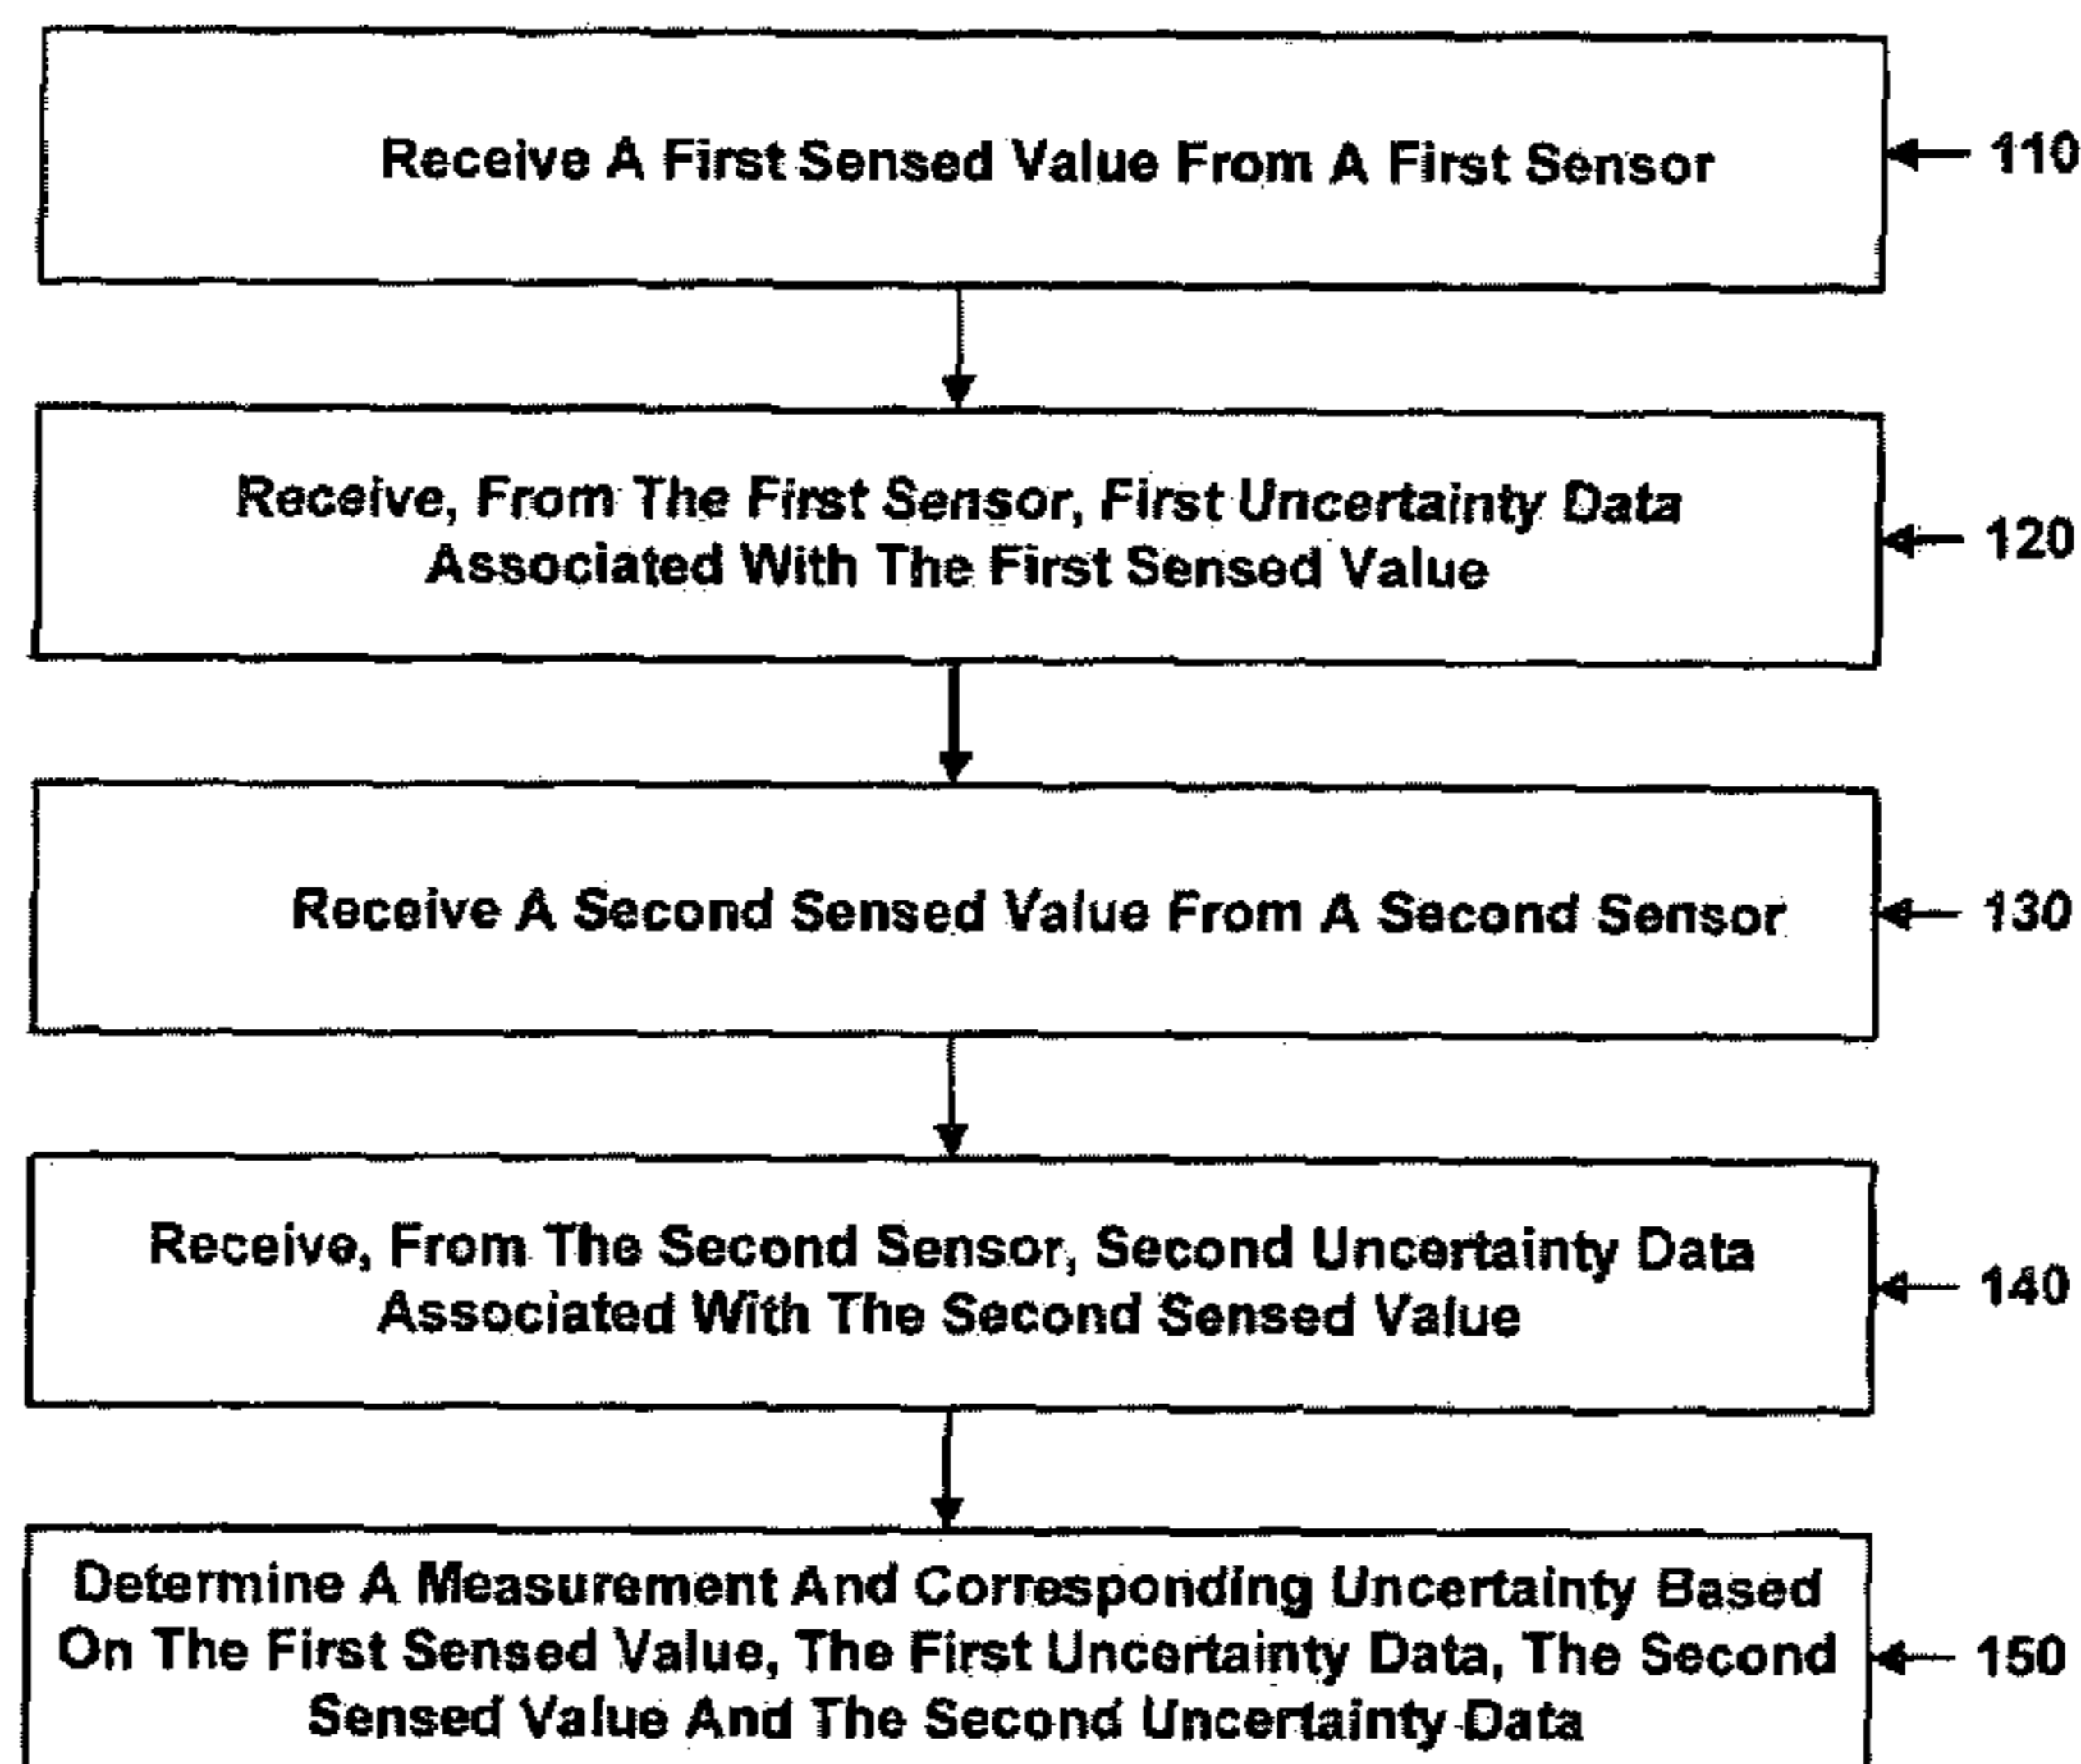 Receive A First Sensed Value From A First Sensor
110
Receive, From The First Sensor, First Uncertainty Data
Associated With The First Sensed Value
120
Receive A Second Sensed Value From A Second Sensor
130
Receive, From The Second Sensor, Second Uncertainty Data
Associated With The Second Sensed Value
140
Determine A Measurement And Corresponding Uncertainty Based
On The First Sensed Value, The First Uncertainty Data, The Second
Sensed Value And The Second Uncertainty Data
150